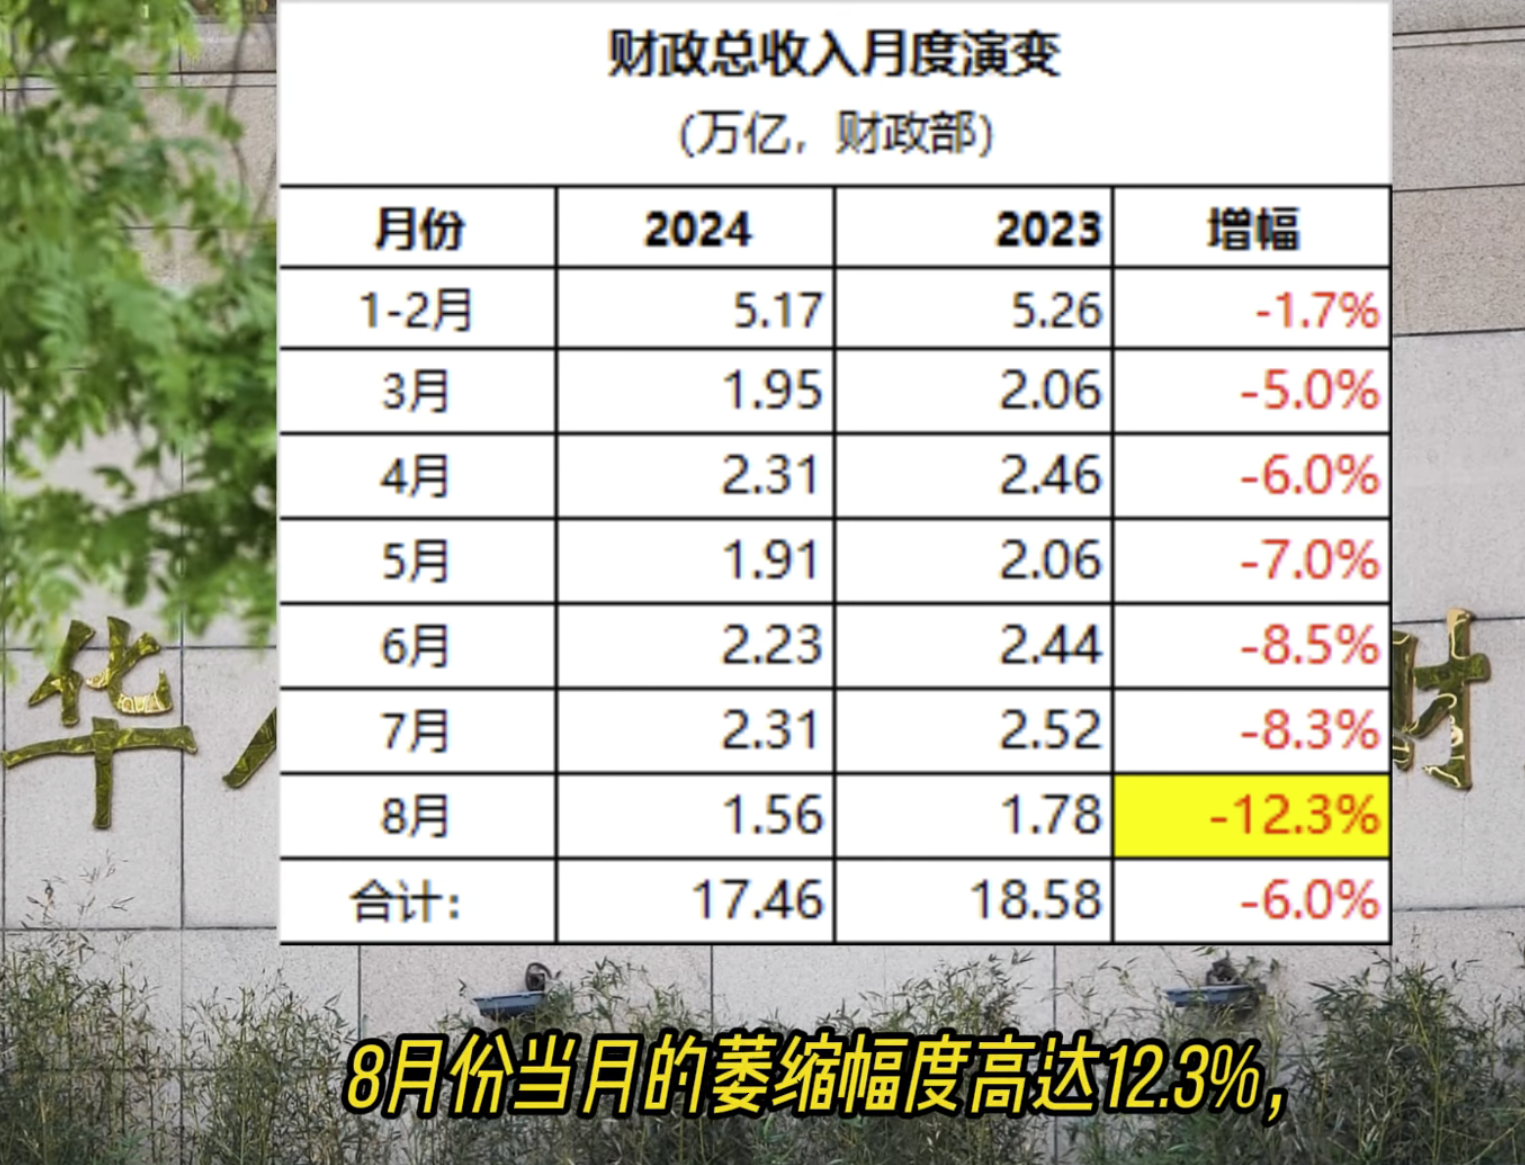 财政总收入月度演变
(万亿，财政部)
月份 2024 2023 增幅
1-2月 5.17 5.26 -1.7%
3月 1.95 2.06 -5.0%
4月 2.31 2.46 -6.0%
5月 1.91 2.06 -7.0%
6月 2.23 2.44 -8.5%
7月 2.31 2.52 -8.3%
8月 1.56 1.78 -12.3%
合计: 17.46 18.58 -6.0%
华
财
8月份当月的萎缩幅度高达12.3%,